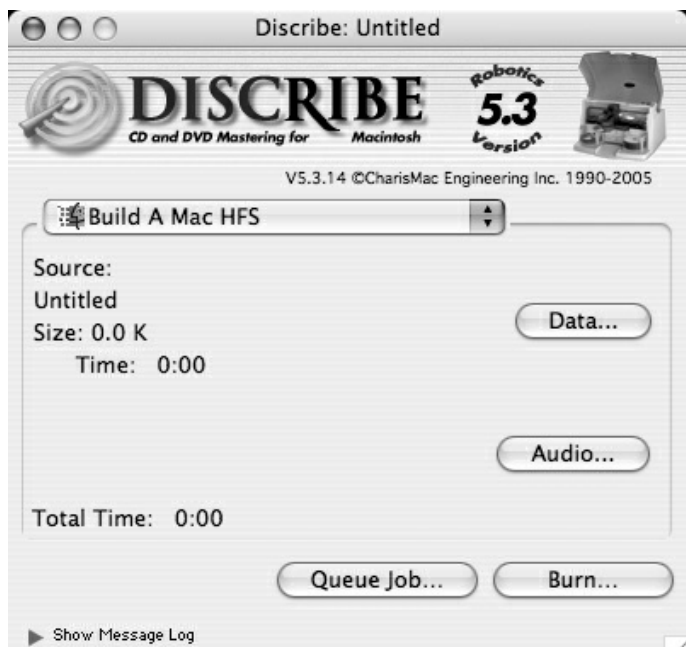 Discribe: Untitled
DISCRIBE
CD and DVD Mastering for Macintosh
Robotics
5.3
Version
V5.3.14 ©CharisMac Engineering Inc. 1990-2005
Build A Mac HFS
Source:
Untitled
Size: 0.0 K
Data...
Time: 0:00
Audio...
Total Time: 0:00
Queue Job... Burn...
Show Message Log